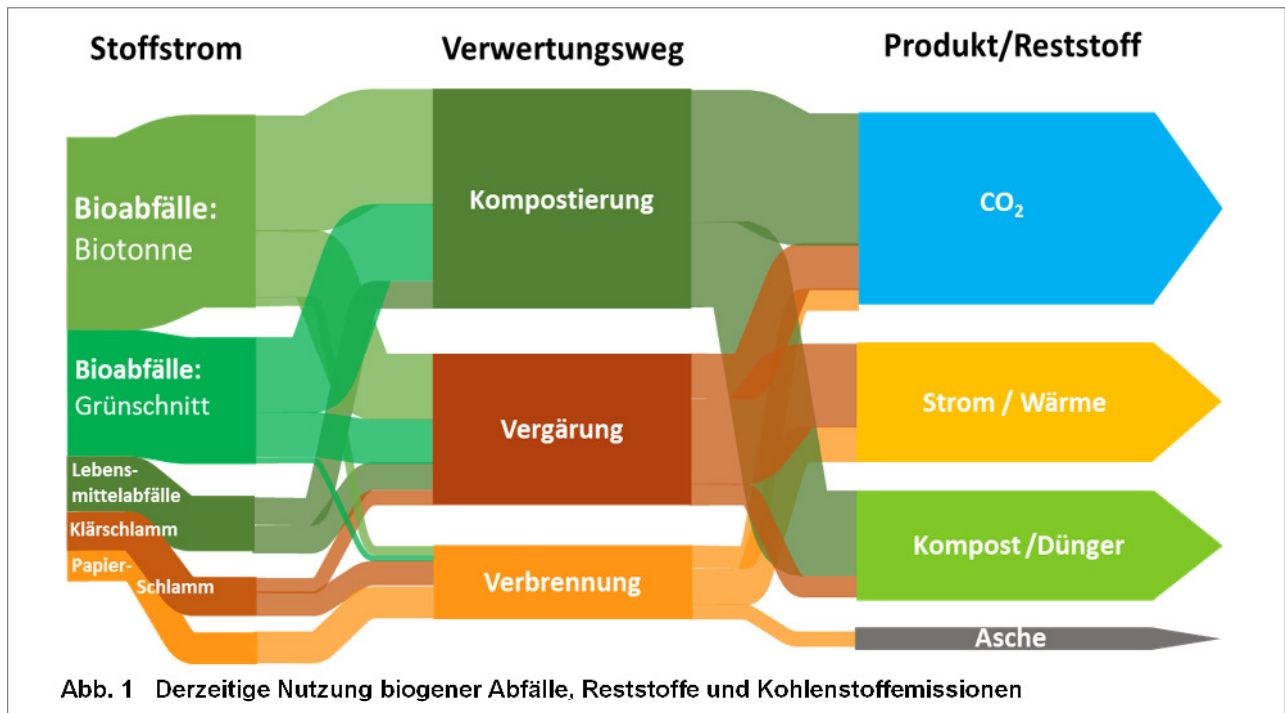 Stoffstrom
Verwertungsweg
Produkt/Reststoff
Bioabfälle:
Biotonne
Bioabfälle:
Grünschnitt
Lebens-
mittelabfälle
Klärschlamm
Papier-
Schlamm
Kompostierung
Vergärung
Verbrennung
CO₂
Strom / Wärme
Kompost /Dünger
Asche
Abb. 1 Derzeitige Nutzung biogener Abfälle, Reststoffe und Kohlenstoffemissionen